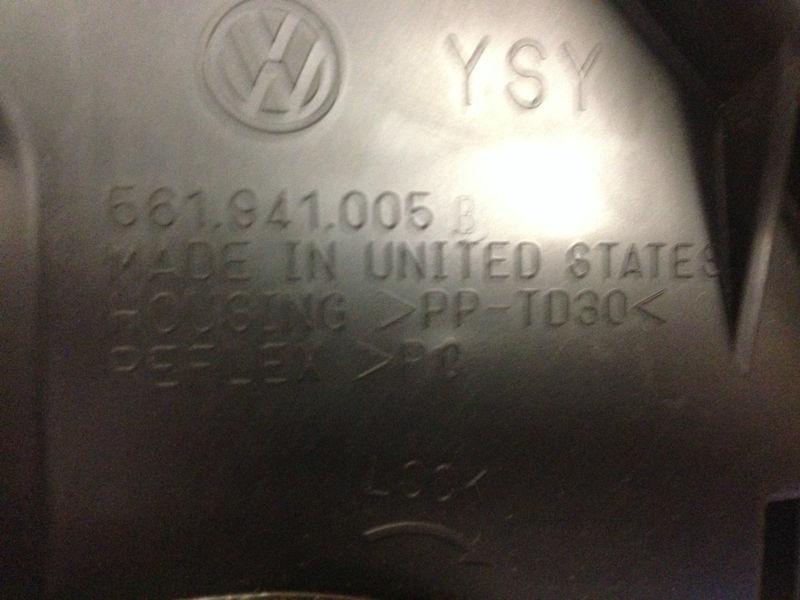 YSY
561.941.005 B
MADE IN UNITED STATES
HOUSING >PP-TD30<
REFLEX >PC
LOCK